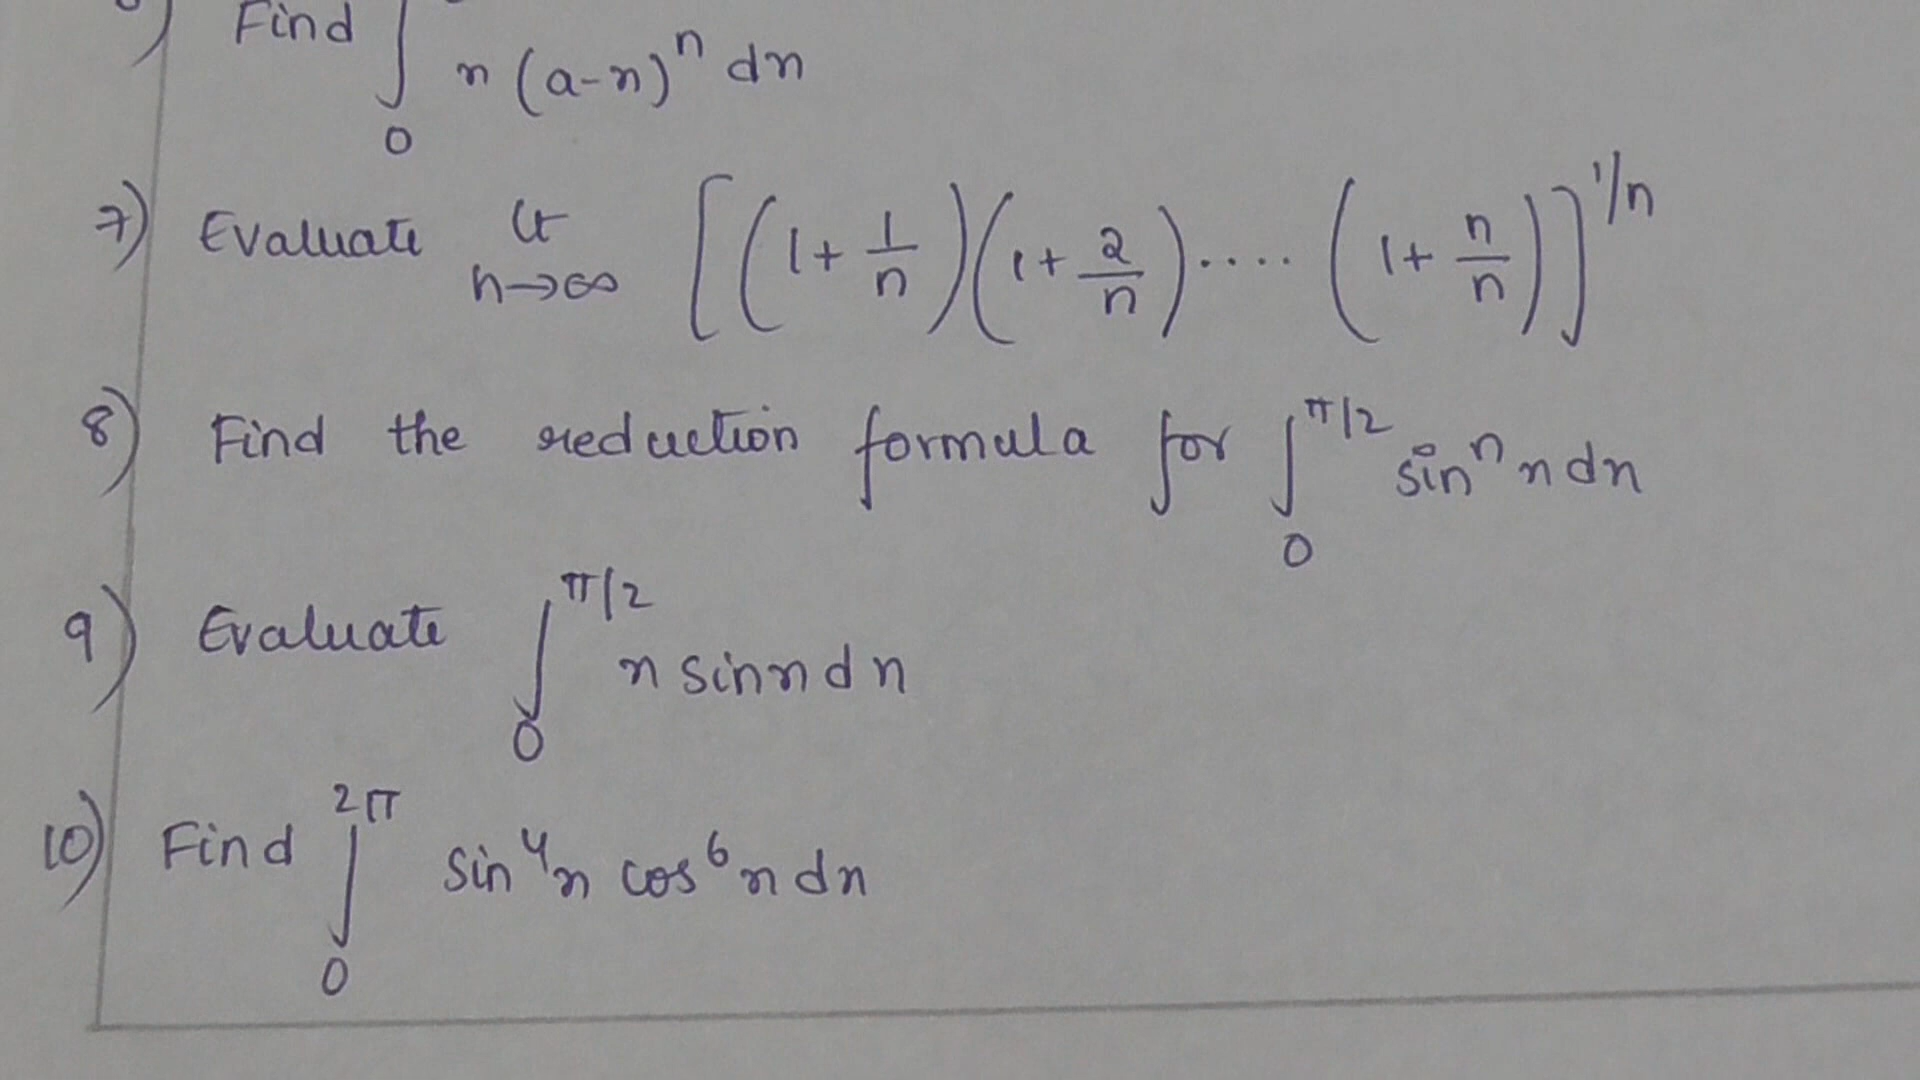 ) Find ∫₀ x (a-x)ⁿ dx
7) Evaluate Lt n→∞ [(1+1/n)(1+2/n)....(1+n/n)]^1/n
8) Find the reduction formula for ∫₀^π/2 sinⁿ x dx
9) Evaluate ∫₀^π/2 x sinx dx
10) Find ∫₀^2π sin⁴x cos⁶x dx